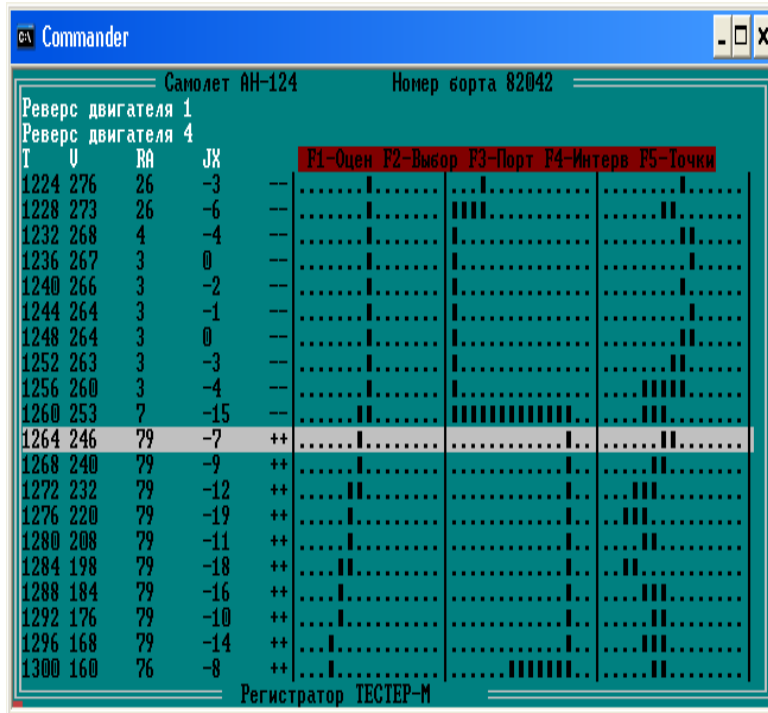 Commander
Самолет АН-124 Номер борта 82042
Реверс двигателя 1
Реверс двигателя 4
T V RA JX F1-Оцен F2-Выбор F3-Порт F4-Интерв F5-Точки
1224 276 26 -3 --
1228 273 26 -6 --
1232 268 4 -4 --
1236 267 3 0 --
1240 266 3 -2 --
1244 264 3 -1 --
1248 264 3 0 --
1252 263 3 -3 --
1256 260 3 -4 --
1260 253 7 -15 --
1264 246 79 -7 ++
1268 240 79 -9 ++
1272 232 79 -12 ++
1276 220 79 -19 ++
1280 208 79 -11 ++
1284 198 79 -18 ++
1288 184 79 -16 ++
1292 176 79 -10 ++
1296 168 79 -14 ++
1300 160 76 -8 ++
Регистратор ТЕСТЕР-М